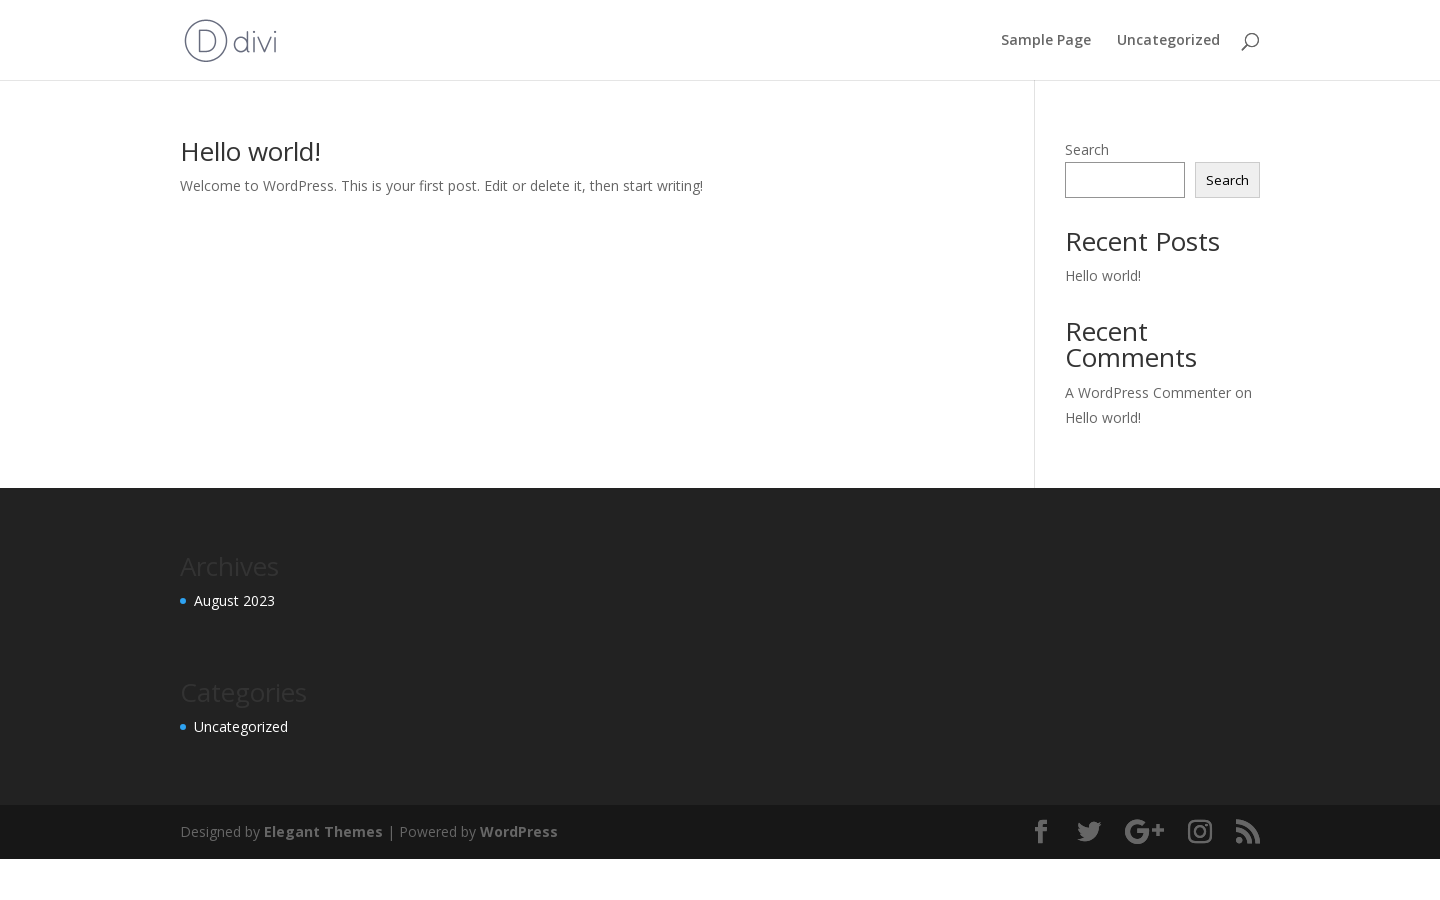 D divi
Sample Page
Uncategorized
Hello world!
Welcome to WordPress. This is your first post. Edit or delete it, then start writing!
Search
Search
Recent Posts
Hello world!
Recent
Comments
A WordPress Commenter on
Hello world!
Archives
August 2023
Categories
Uncategorized
Designed by Elegant Themes | Powered by WordPress